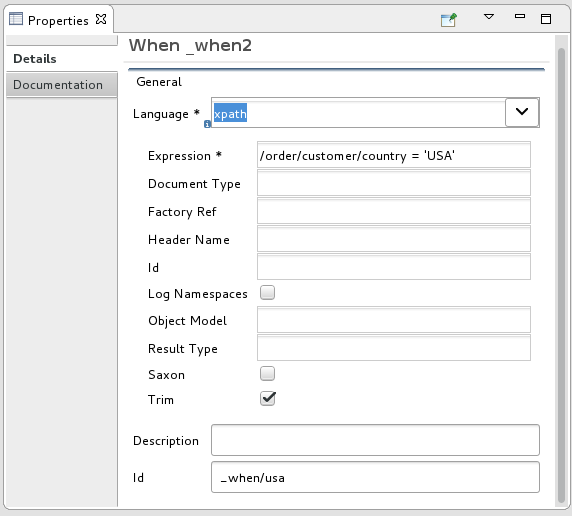 Properties
When _when2
Details
Documentation
General
Language *
xpath
Expression *
/order/customer/country = 'USA'
Document Type
Factory Ref
Header Name
Id
Log Namespaces
Object Model
Result Type
Saxon
Trim
Description
Id
_when/usa